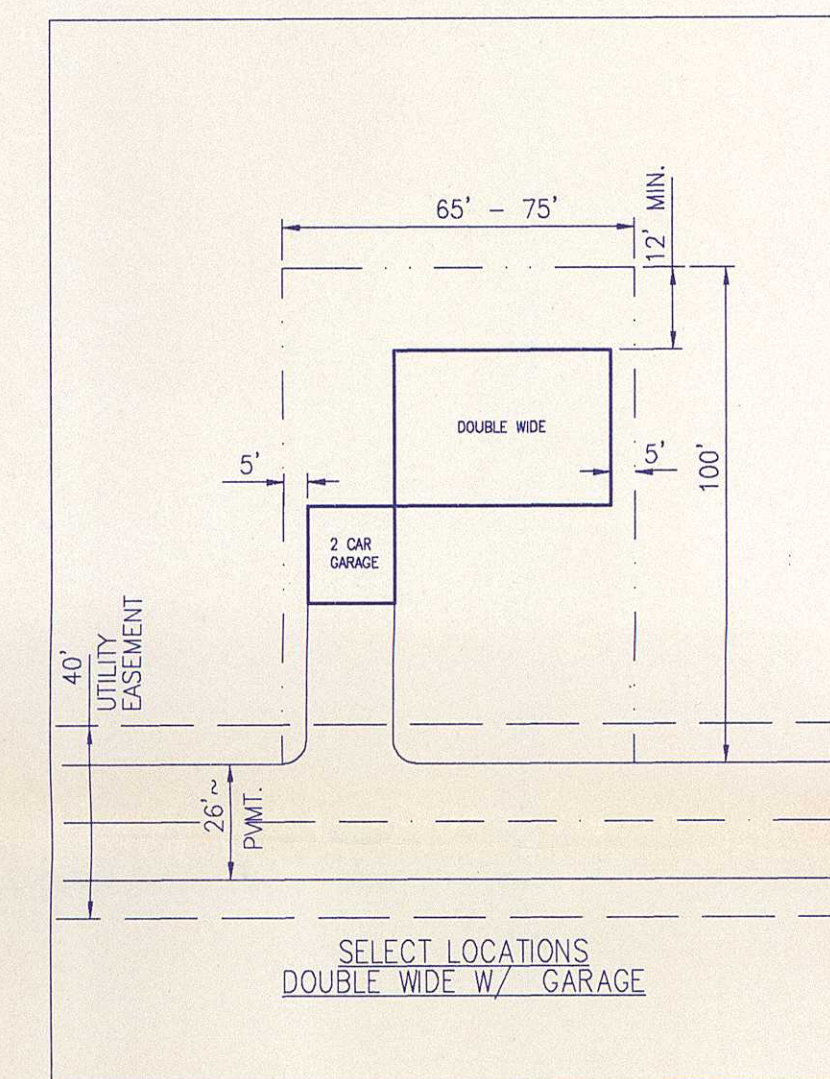 65' - 75'
12' MIN.
DOUBLE WIDE
5'
5'
100'
2 CAR
GARAGE
40'
UTILITY
EASEMENT
26'~
PVMT.
SELECT LOCATIONS
DOUBLE WIDE W/ GARAGE